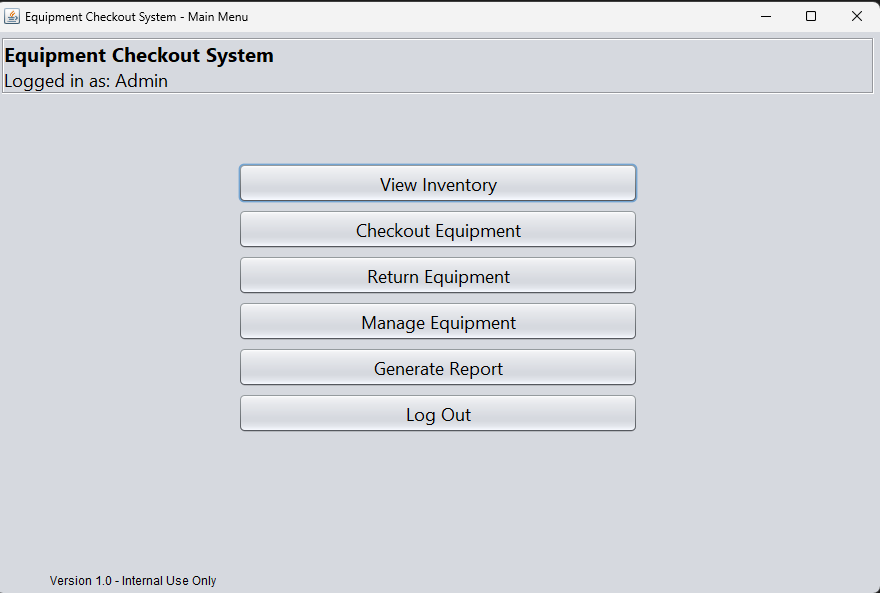 Equipment Checkout System - Main Menu
Equipment Checkout System
Logged in as: Admin
View Inventory
Checkout Equipment
Return Equipment
Manage Equipment
Generate Report
Log Out
Version 1.0 - Internal Use Only